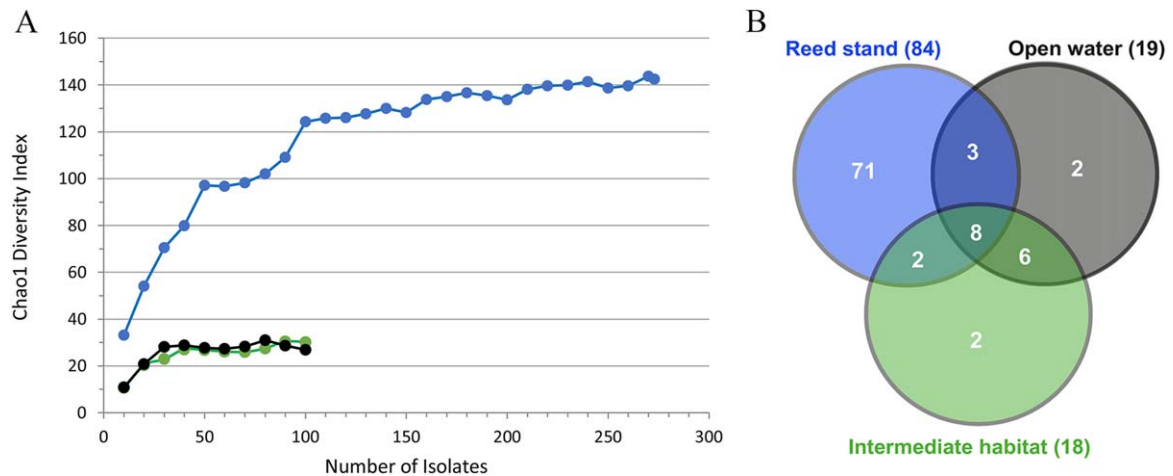 A
160
140
120
100
80
60
40
20
0
Chao1 Diversity Index
0 50 100 150 200 250 300
Number of Isolates
B
Reed stand (84) Open water (19)
71 3 2
8
2 6
2
Intermediate habitat (18)